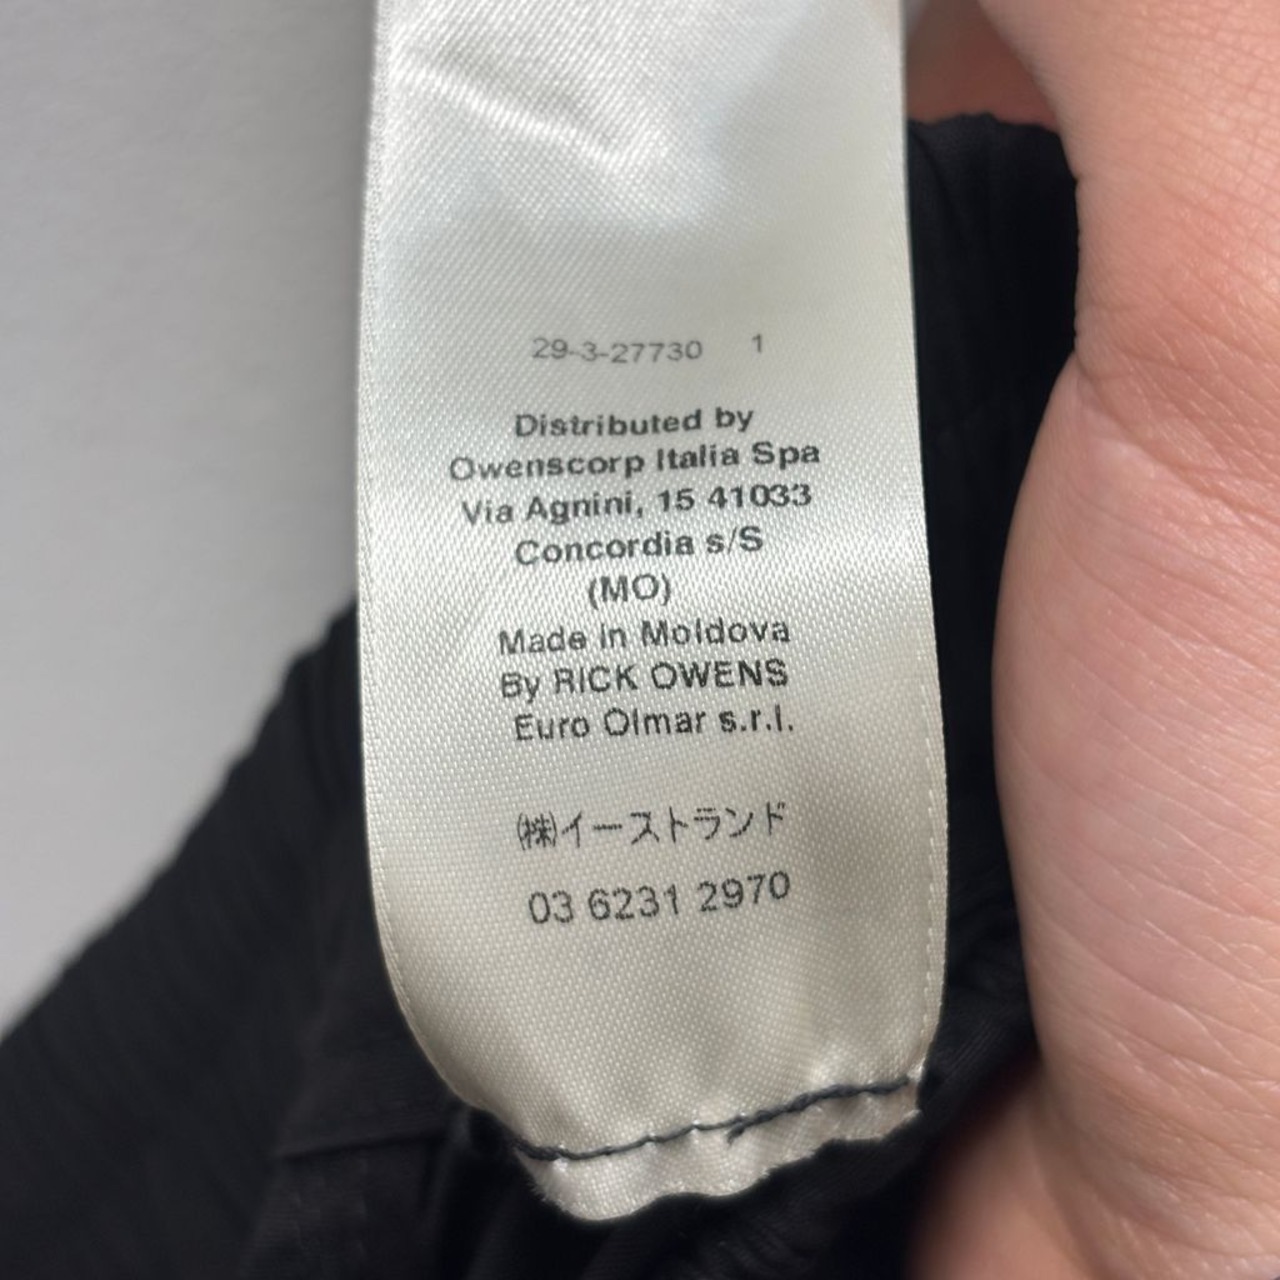 29-3-27730 1
Distributed by
Owenscorp Italia Spa
Via Agnini, 15 41033
Concordia s/S
(MO)
Made in Moldova
By RICK OWENS
Euro Olmar s.r.l.
㈱イーストランド
03 6231 2970